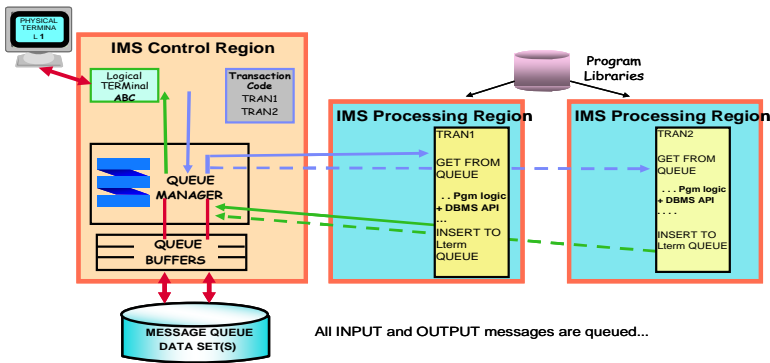 PHYSICAL
TERMINA
L 1
IMS Control Region
Logical
TERMinal
ABC
Transaction
Code
TRAN1
TRAN2
QUEUE
MANAGER
QUEUE
BUFFERS
MESSAGE QUEUE
DATA SET(S)
Program
Libraries
IMS Processing Region
TRAN1
GET FROM
QUEUE
. . Pgm logic
+ DBMS API
...
INSERT TO
Lterm
QUEUE
IMS Processing Region
TRAN2
GET FROM
QUEUE
... Pgm logic
+ DBMS API
. . . .
INSERT TO
Lterm QUEUE
All INPUT and OUTPUT messages are queued...